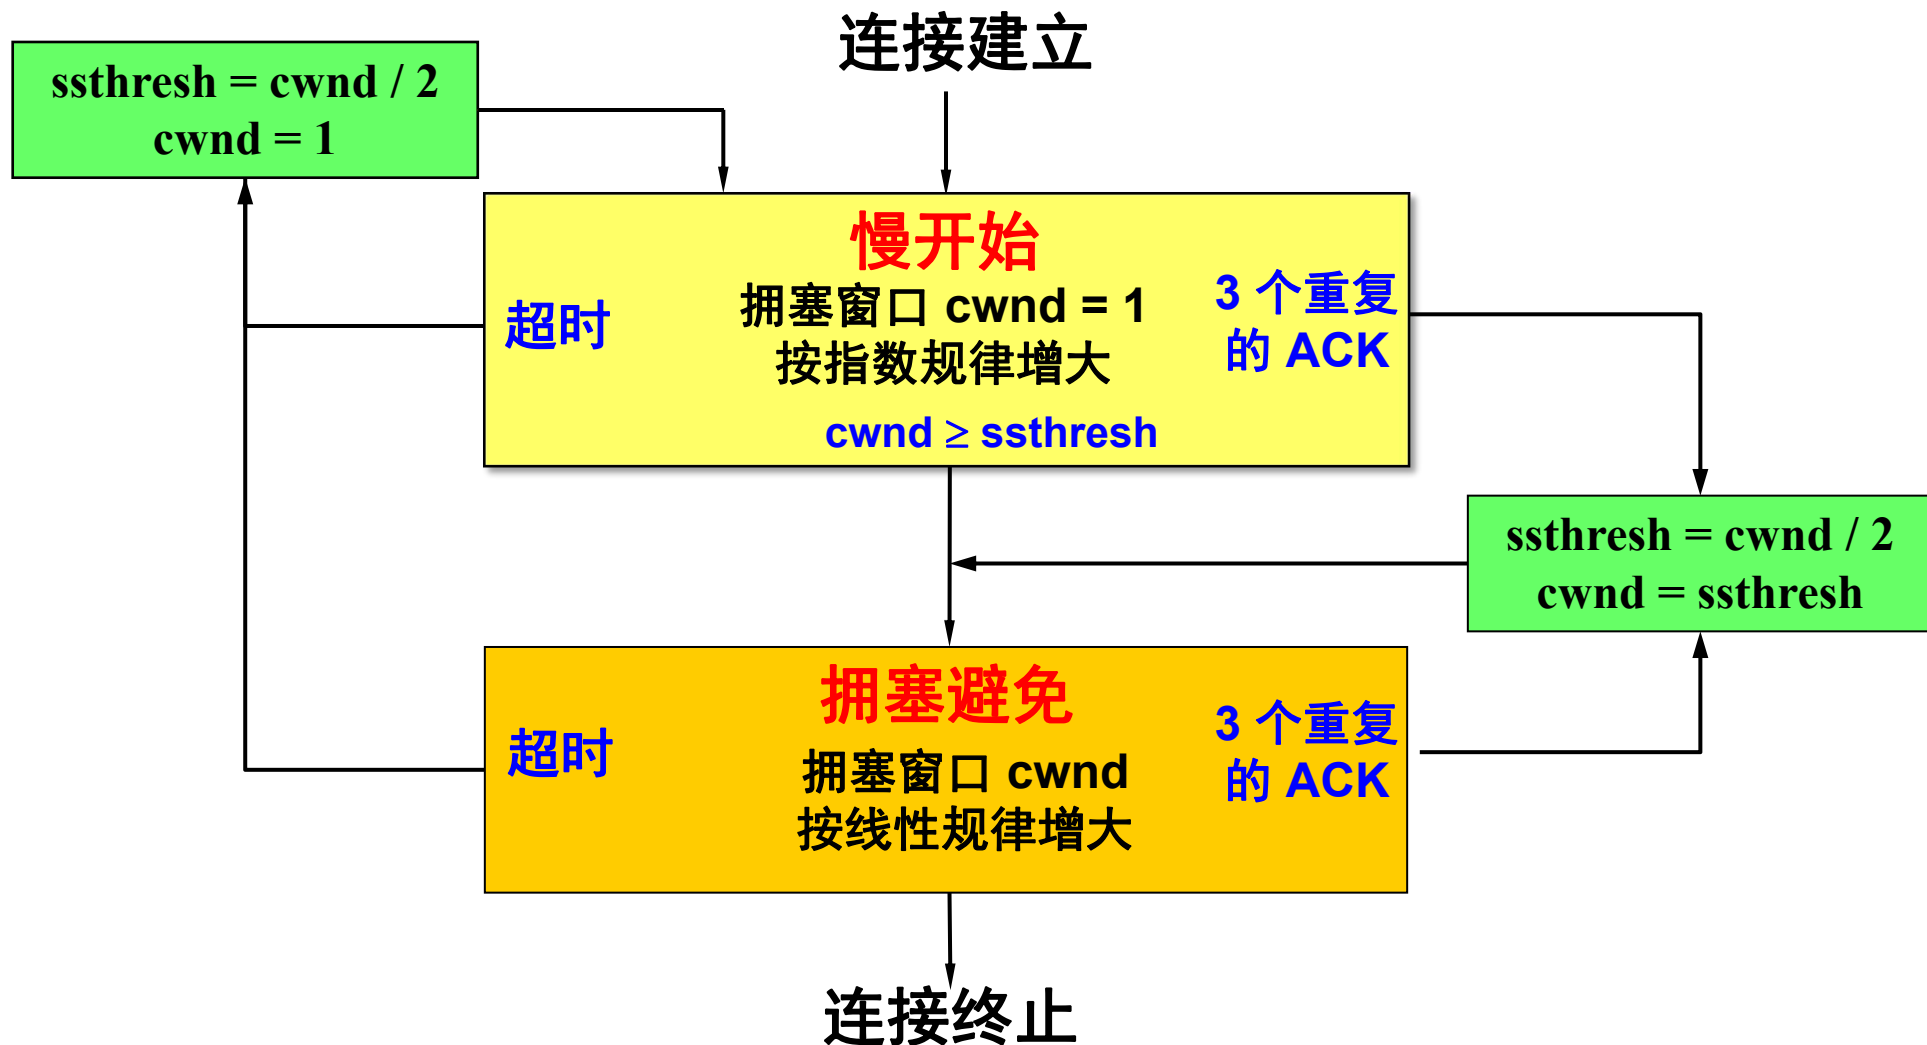 连接建立
ssthresh = cwnd / 2
cwnd = 1
慢开始
拥塞窗口 cwnd = 1
按指数规律增大
cwnd ≥ ssthresh
超时
3 个重复
的 ACK
ssthresh = cwnd / 2
cwnd = ssthresh
拥塞避免
拥塞窗口 cwnd
按线性规律增大
超时
3 个重复
的 ACK
连接终止